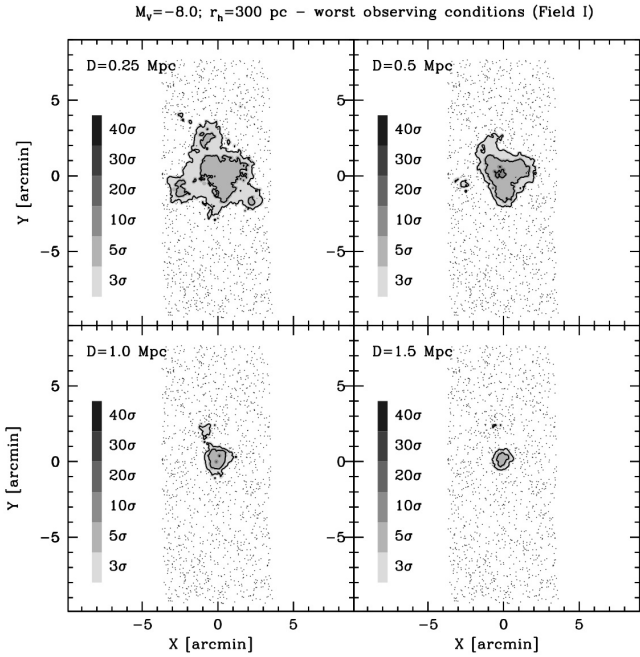 M_V=−8.0; r_h=300 pc − worst observing conditions (Field I)
D=0.25 Mpc
D=0.5 Mpc
5
0
−5
Y [arcmin]
40σ
30σ
20σ
10σ
5σ
3σ
40σ
30σ
20σ
10σ
5σ
3σ
D=1.0 Mpc
D=1.5 Mpc
5
0
−5
Y [arcmin]
40σ
30σ
20σ
10σ
5σ
3σ
40σ
30σ
20σ
10σ
5σ
3σ
−5 0 5
−5 0 5
X [arcmin]
X [arcmin]